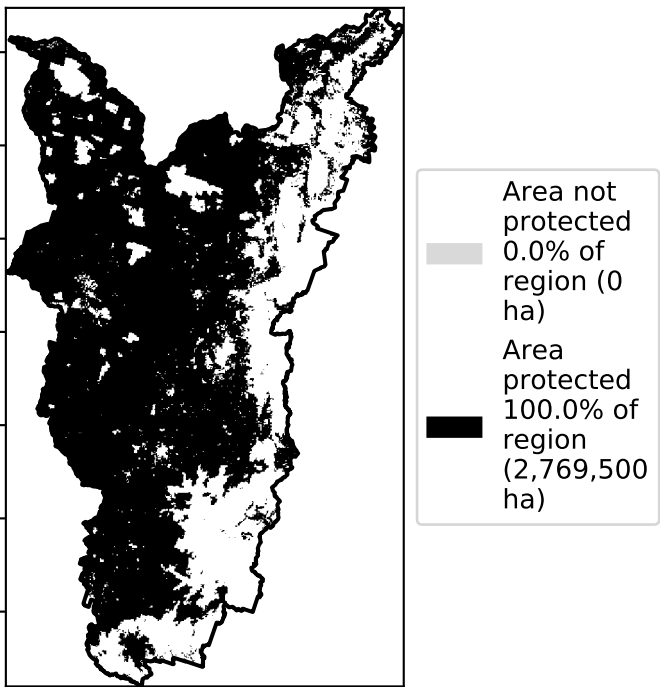 Area not
protected
0.0% of
region (0
ha)
Area
protected
100.0% of
region
(2,769,500
ha)